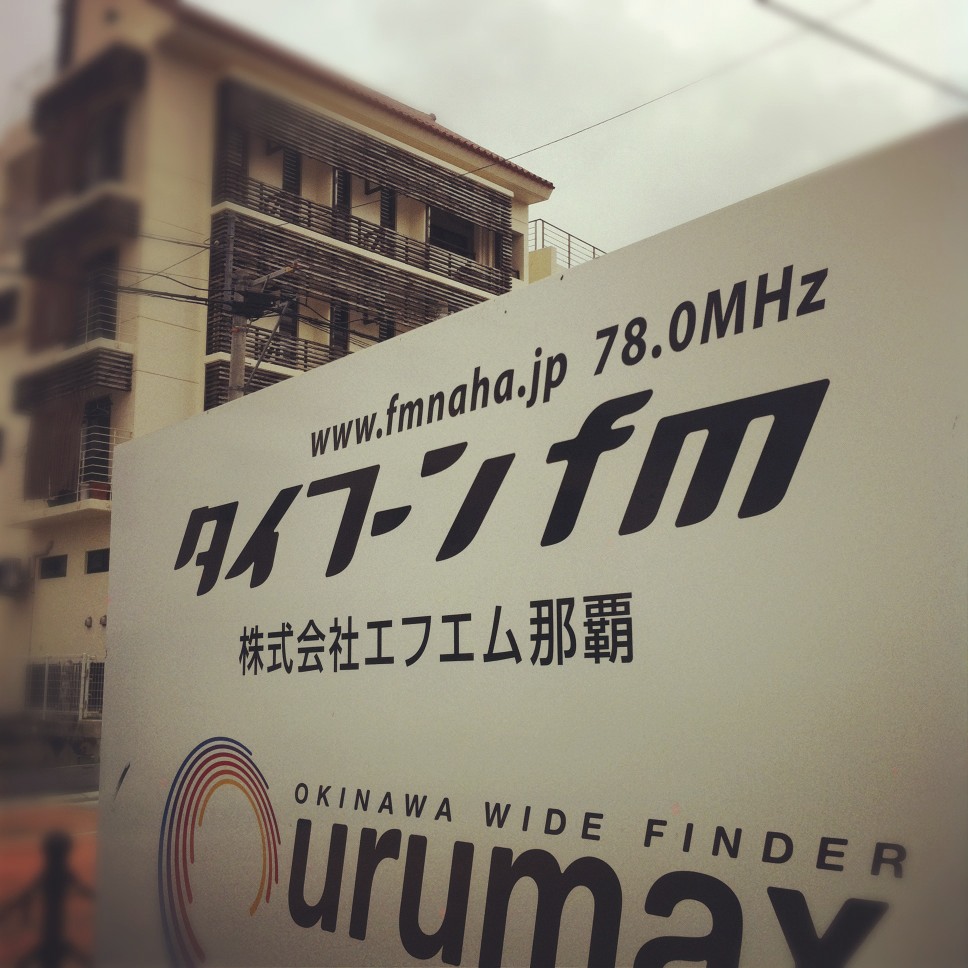 www.fmnaha.jp 78.0MHz
タイフーンfm
株式会社エフエム那覇
OKINAWA WIDE FINDER
urumax